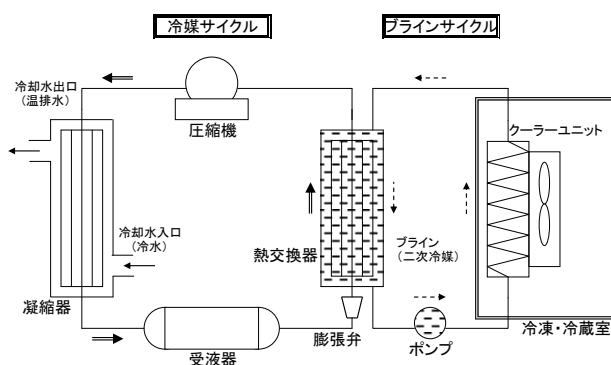 冷媒サイクル
ブラインサイクル
冷却水出口
（温排水）
圧縮機
クーラーユニット
冷却水入口
（冷水）
熱交換器
ブライン
（二次冷媒）
凝縮器
受液器
膨張弁
ポンプ
冷凍・冷蔵室